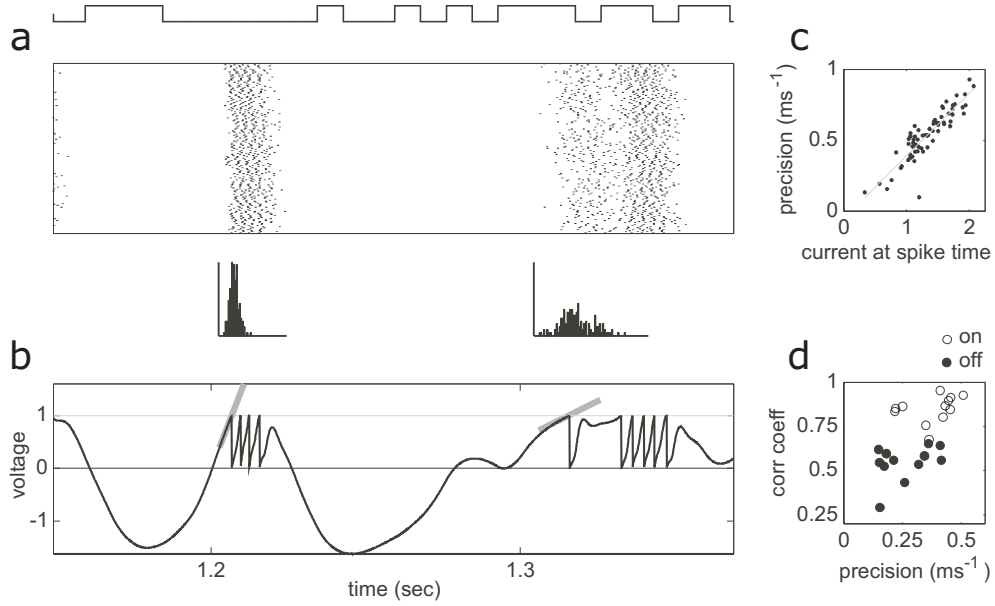 a
b
voltage
1
0
-1
1.2
1.3
time (sec)
c
precision (ms-1)
1
0.5
0
0
1
2
current at spike time
d
on
off
corr coeff
1
0.75
0.5
0.25
0
0.25
0.5
precision (ms-1)